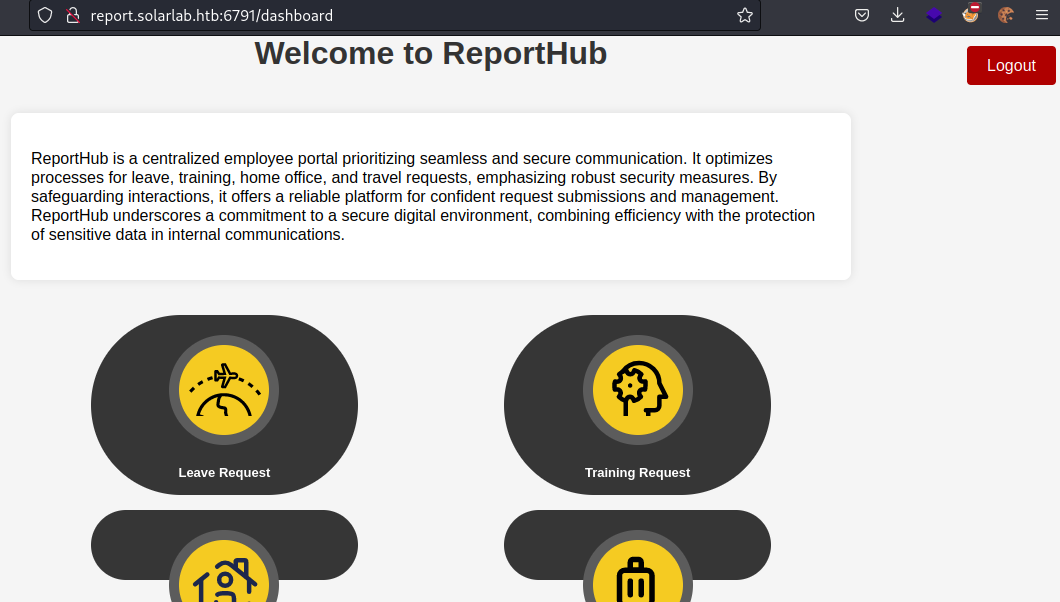 report.solarlab.htb:6791/dashboard
Welcome to ReportHub
Logout
ReportHub is a centralized employee portal prioritizing seamless and secure communication. It optimizes
processes for leave, training, home office, and travel requests, emphasizing robust security measures. By
safeguarding interactions, it offers a reliable platform for confident request submissions and management.
ReportHub underscores a commitment to a secure digital environment, combining efficiency with the protection
of sensitive data in internal communications.
Leave Request
Training Request